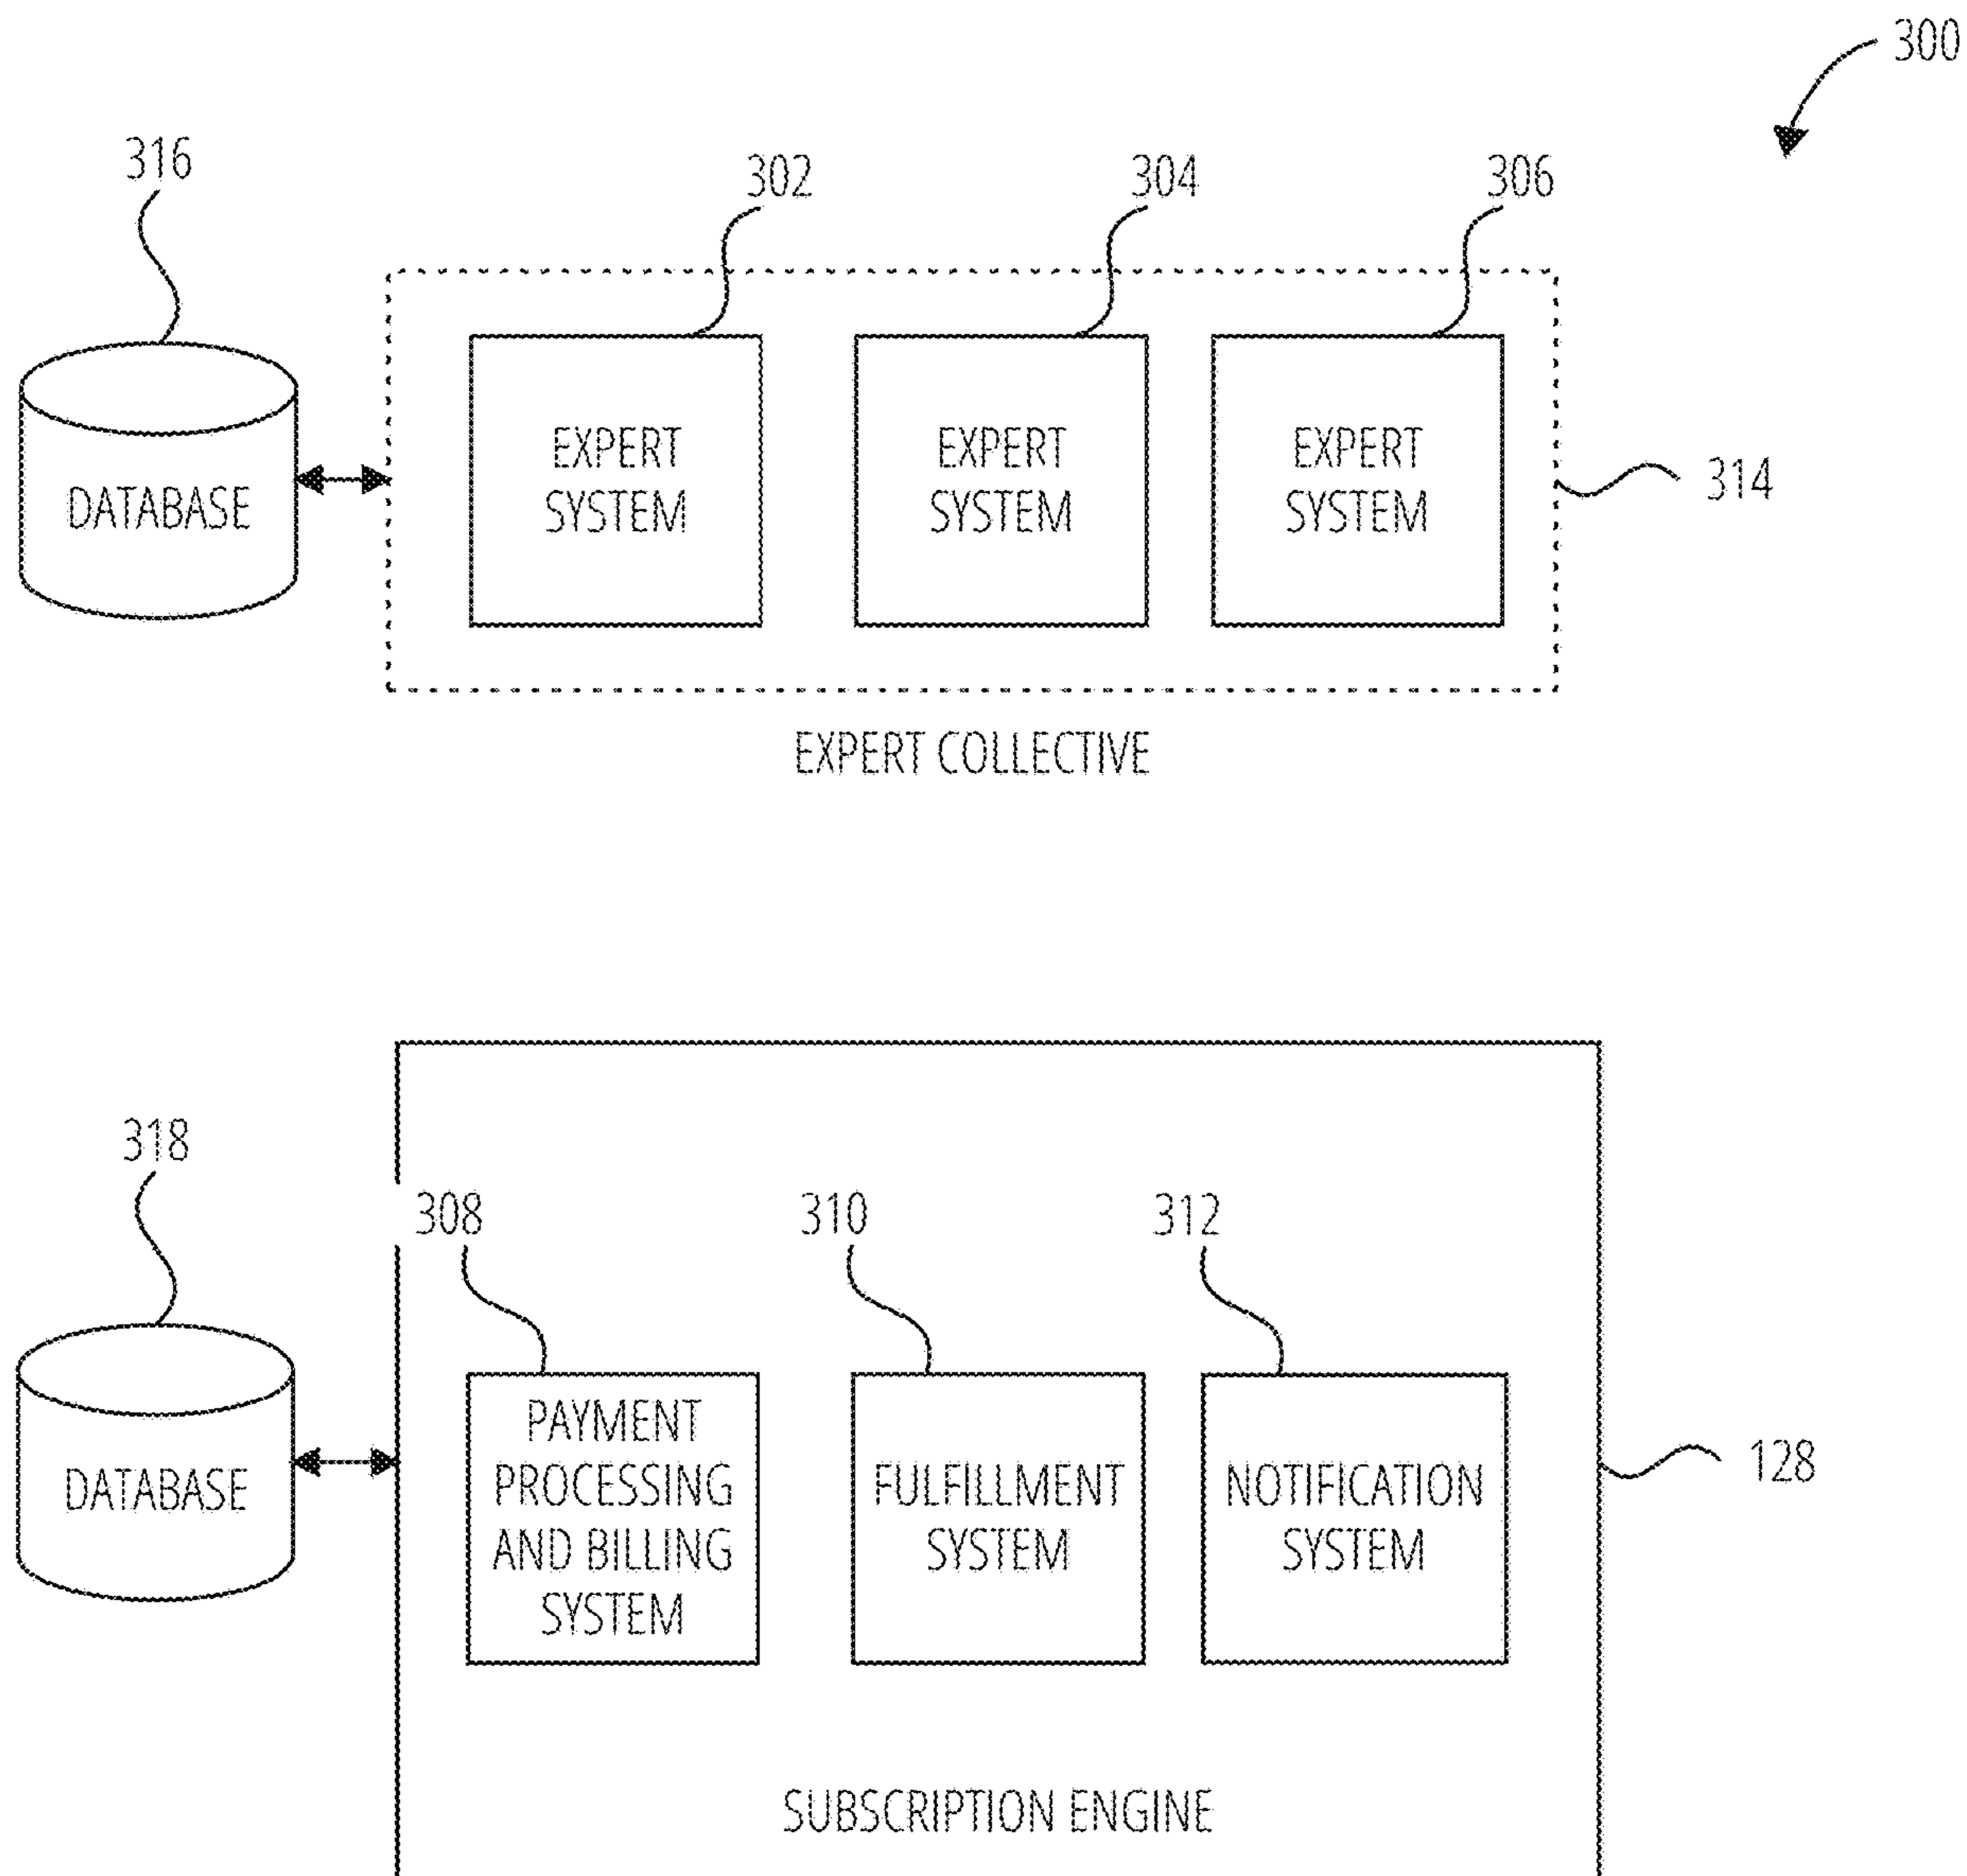 300
316
302
304
306
DATABASE
EXPERT
SYSTEM
EXPERT
SYSTEM
EXPERT
SYSTEM
314
EXPERT COLLECTIVE
318
308
310
312
DATABASE
PAYMENT
PROCESSING
AND BILLING
SYSTEM
FULFILLMENT
SYSTEM
NOTIFICATION
SYSTEM
128
SUBSCRIPTION ENGINE